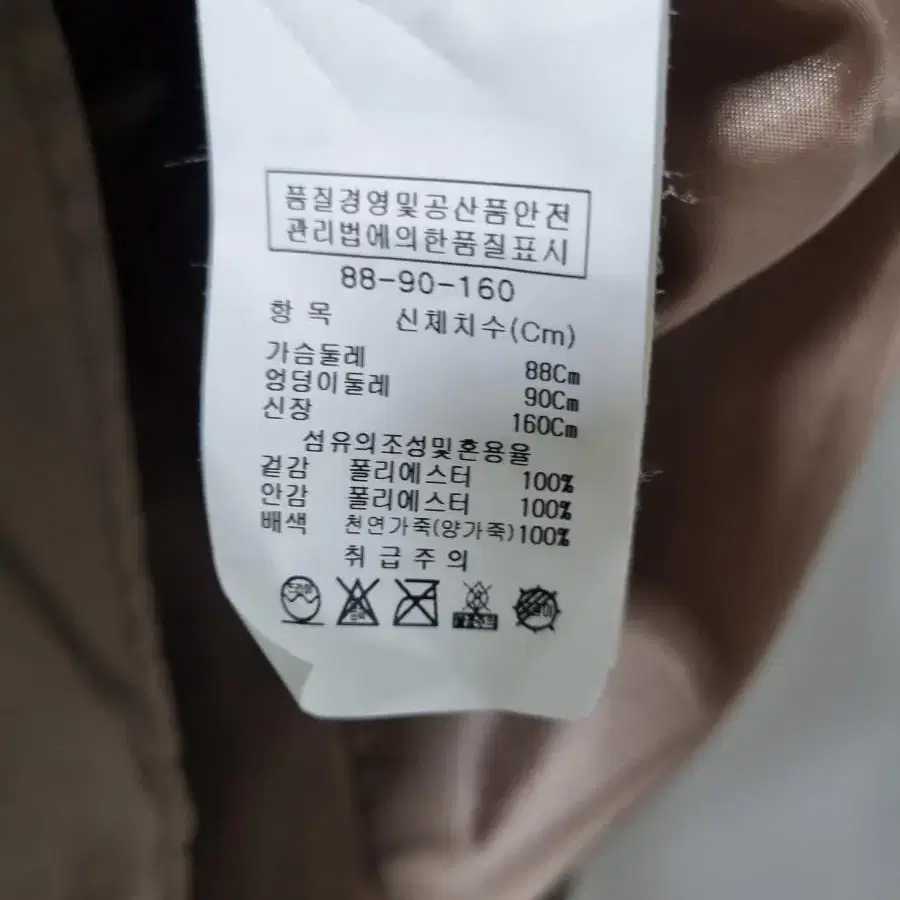 품질경영및공산품안전
관리법에의한품질표시
88-90-160
항 목 신체치수(Cm)
가슴둘레 88Cm
엉덩이둘레 90Cm
신장 160Cm
섬유의조성및혼용율
겉감 폴리에스터 100%
안감 폴리에스터 100%
배색 천연가죽(양가죽)100%
취 급 주 의